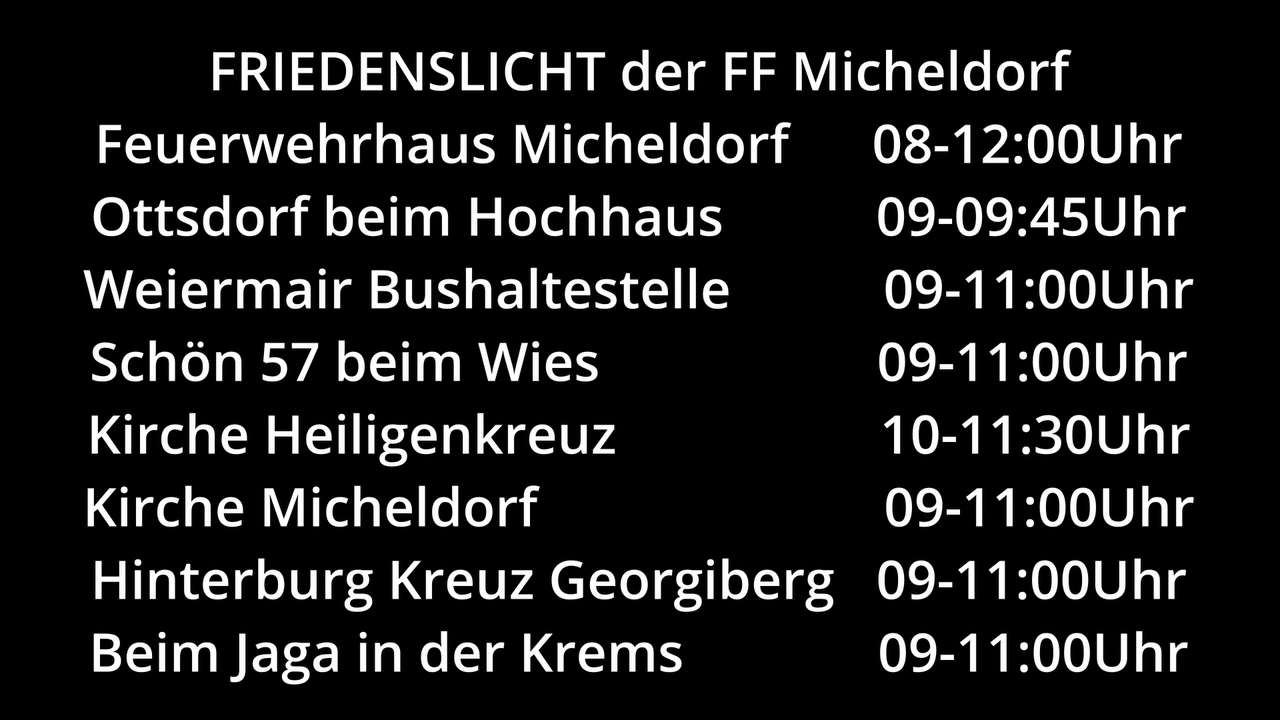 FRIEDENSLICHT der FF Micheldorf
Feuerwehrhaus Micheldorf 08-12:00Uhr
Ottsdorf beim Hochhaus 09-09:45Uhr
Weiermair Bushaltestelle 09-11:00Uhr
Schön 57 beim Wies 09-11:00Uhr
Kirche Heiligenkreuz 10-11:30Uhr
Kirche Micheldorf 09-11:00Uhr
Hinterburg Kreuz Georgiberg 09-11:00Uhr
Beim Jaga in der Krems 09-11:00Uhr